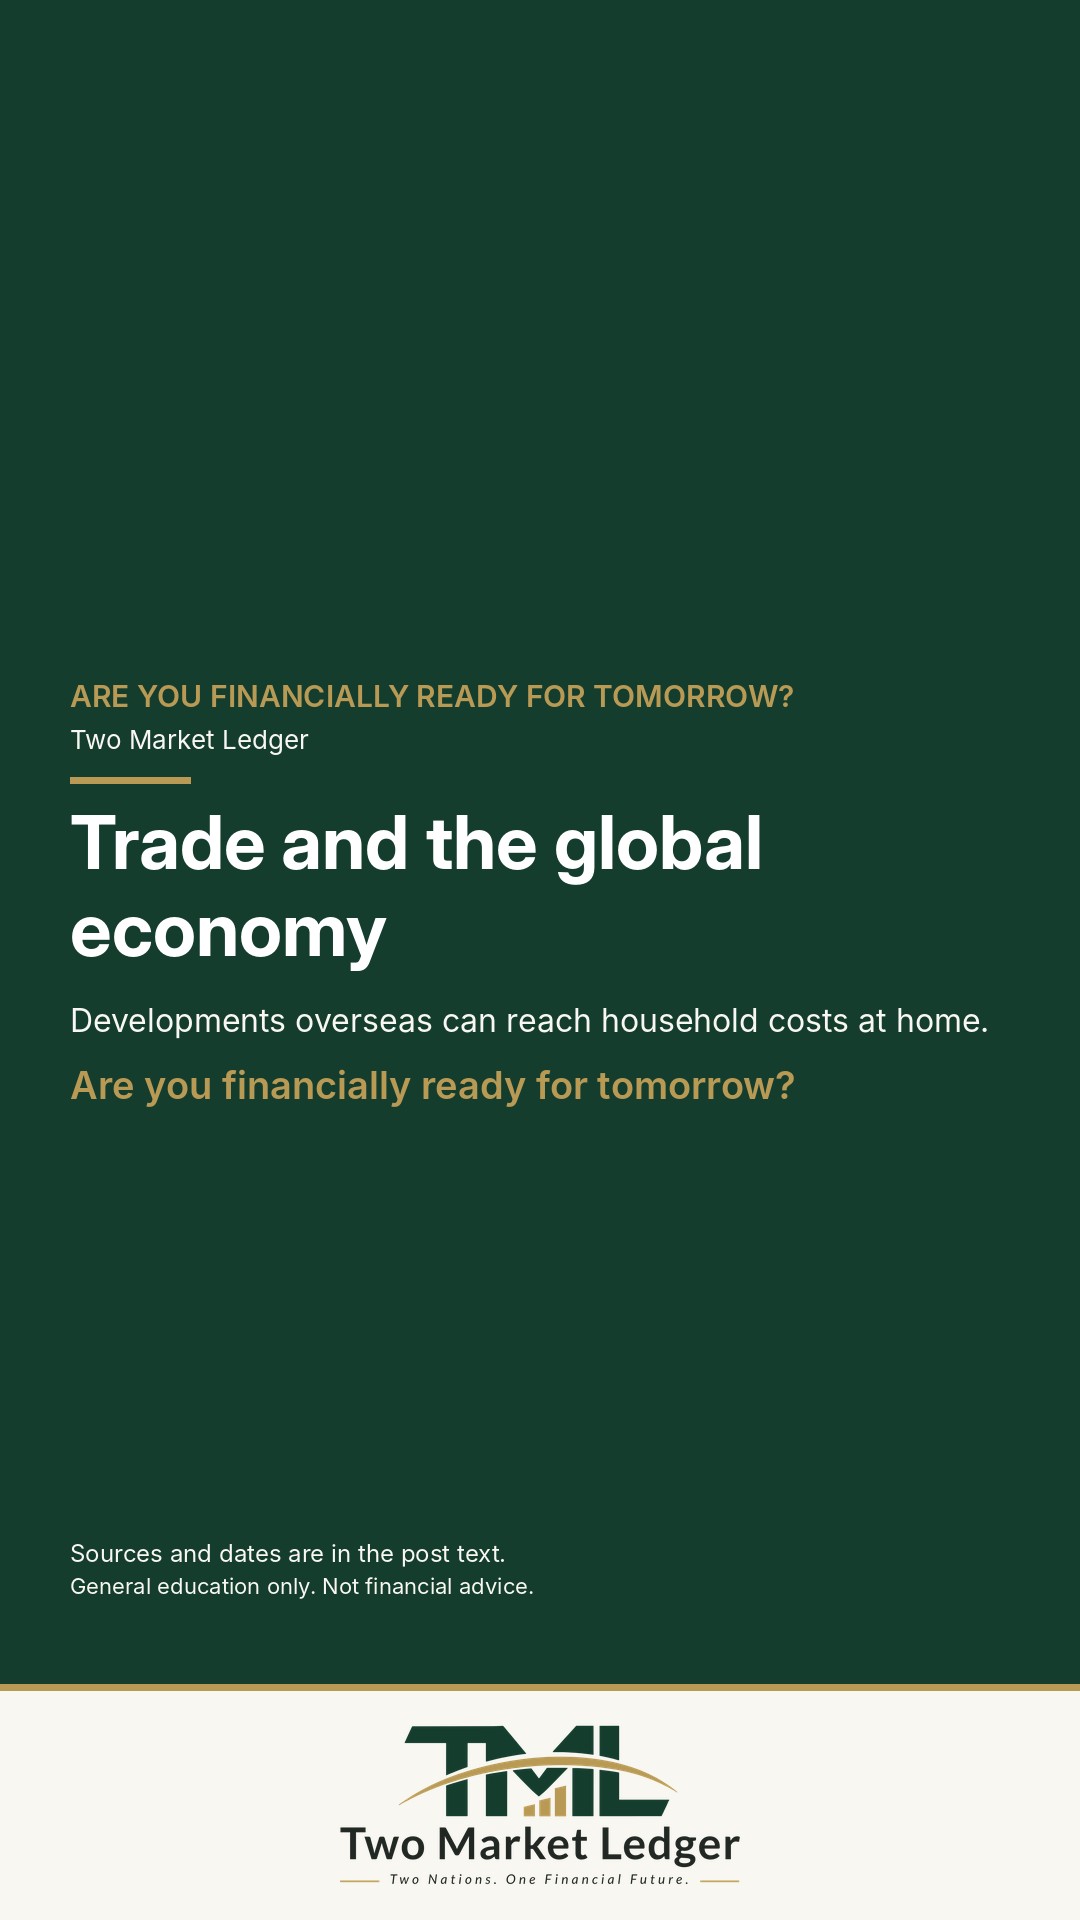 ARE YOU FINANCIALLY READY FOR TOMORROW?
Two Market Ledger
Trade and the global
economy
Developments overseas can reach household costs at home.
Are you financially ready for tomorrow?
Sources and dates are in the post text.
General education only. Not financial advice.
TML
Two Market Ledger
Two Nations. One Financial Future.